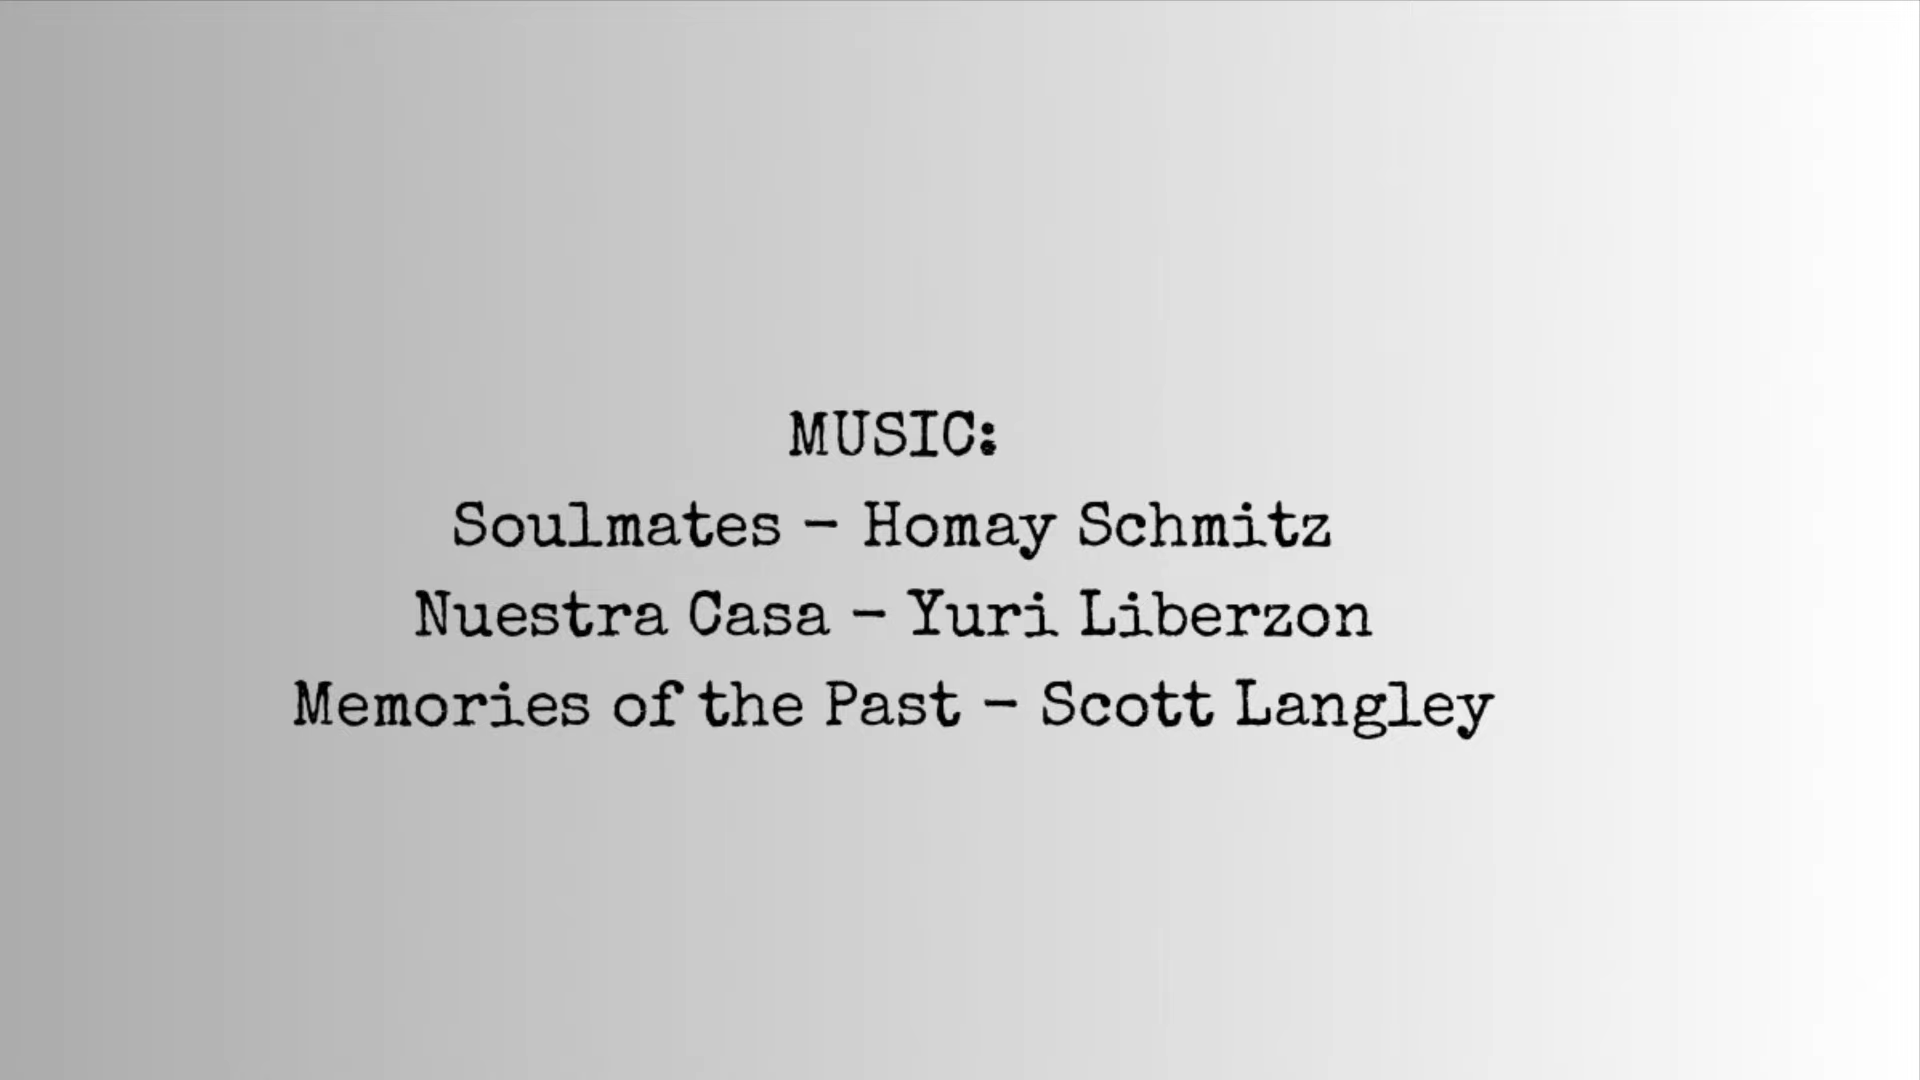 MUSIC:
Soulmates - Homay Schmitz
Nuestra Casa - Yuri Liberzon
Memories of the Past - Scott Langley